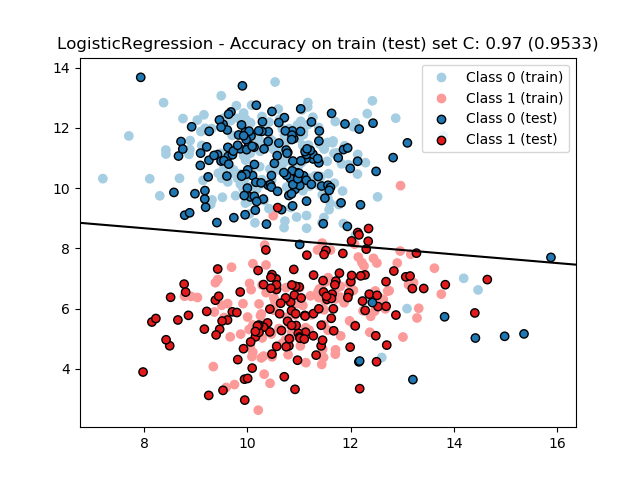 LogisticRegression - Accuracy on train (test) set C: 0.97 (0.9533)
Class 0 (train)
Class 1 (train)
Class 0 (test)
Class 1 (test)
14
12
10
8
6
4
8 10 12 14 16